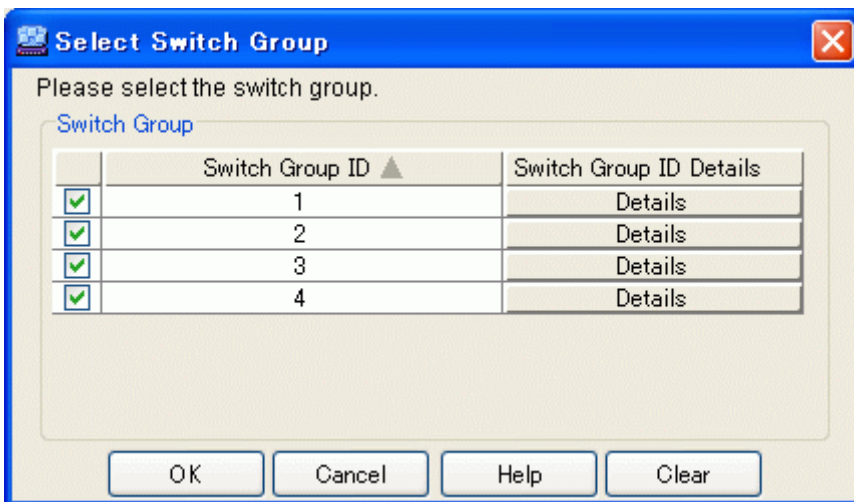 Select Switch Group
Please select the switch group.
Switch Group
Switch Group ID Switch Group ID Details
1 Details
2 Details
3 Details
4 Details
OK Cancel Help Clear